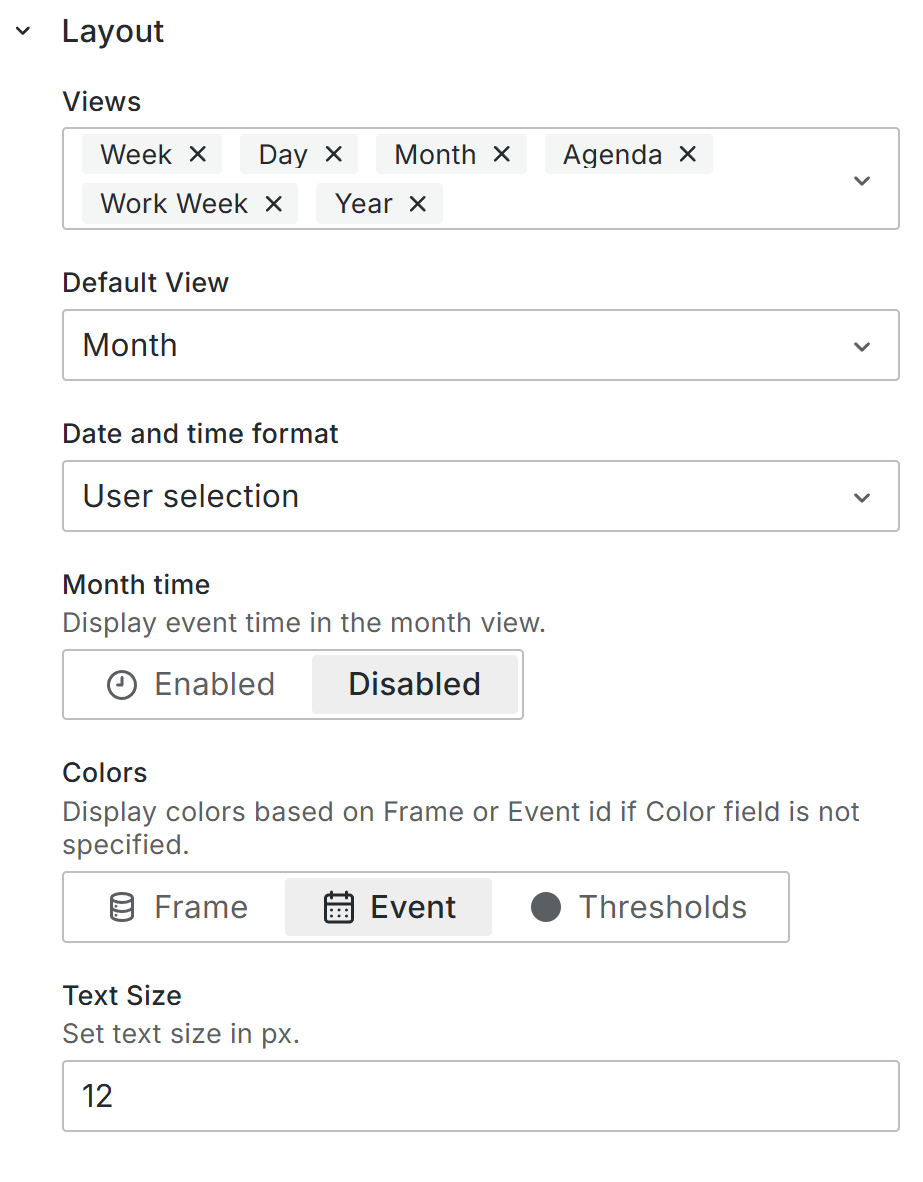 Layout
Views
Week Day Month Agenda
Work Week Year
Default View
Month
Date and time format
User selection
Month time
Display event time in the month view.
Enabled Disabled
Colors
Display colors based on Frame or Event id if Color field is not
specified.
Frame Event Thresholds
Text Size
Set text size in px.
12